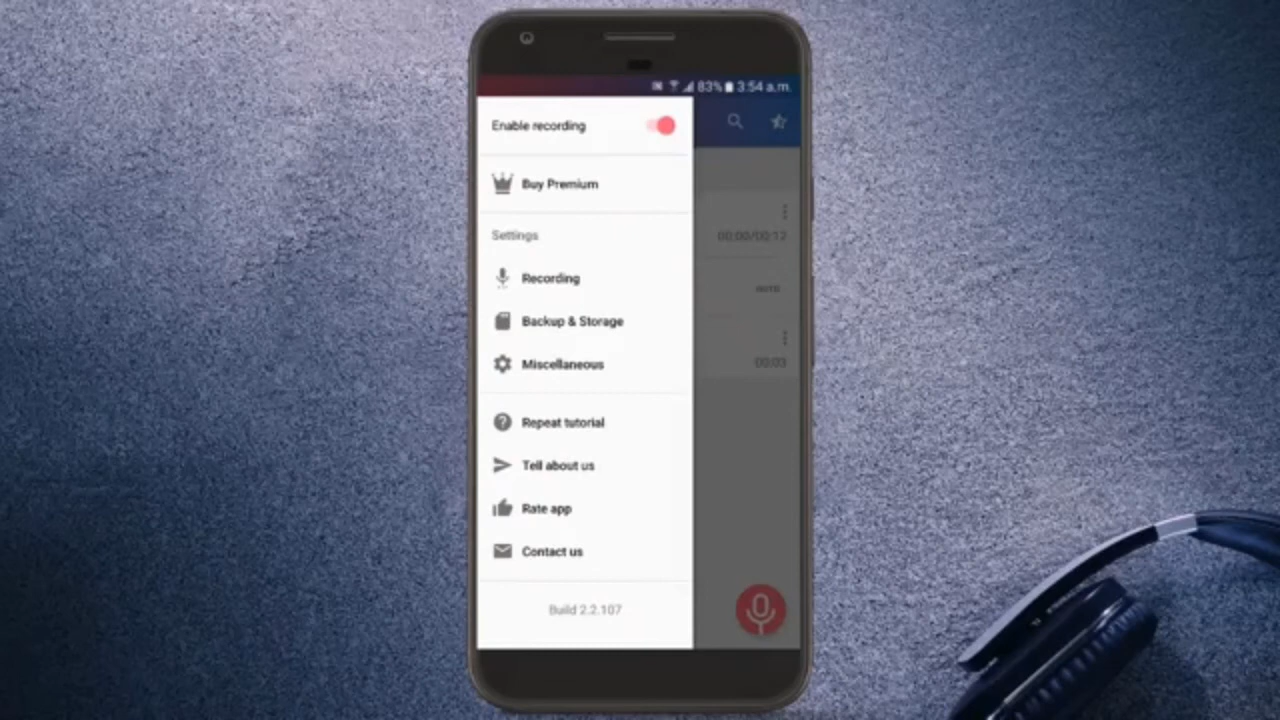 83% 3:54 a.m.
Enable recording
Buy Premium
00:00/00:12
Settings
Recording
Backup & Storage
Miscellaneous
00:03
Repeat tutorial
Tell about us
Rate app
Contact us
Build 2.2.107